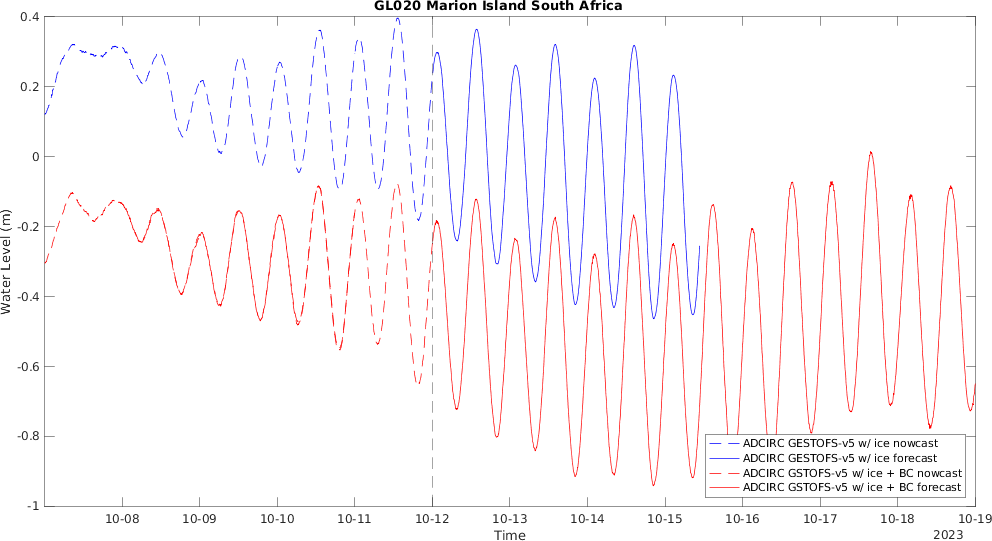 GL020 Marion Island South Africa
Water Level (m)
0.4
0.2
0
-0.2
-0.4
-0.6
-0.8
-1
ADCIRC GESTOFS-v5 w/ ice nowcast
ADCIRC GESTOFS-v5 w/ ice forecast
ADCIRC GSTOFS-v5 w/ ice + BC nowcast
ADCIRC GSTOFS-v5 w/ ice + BC forecast
10-08 10-09 10-10 10-11 10-12 10-13 10-14 10-15 10-16 10-17 10-18 10-19
Time
2023